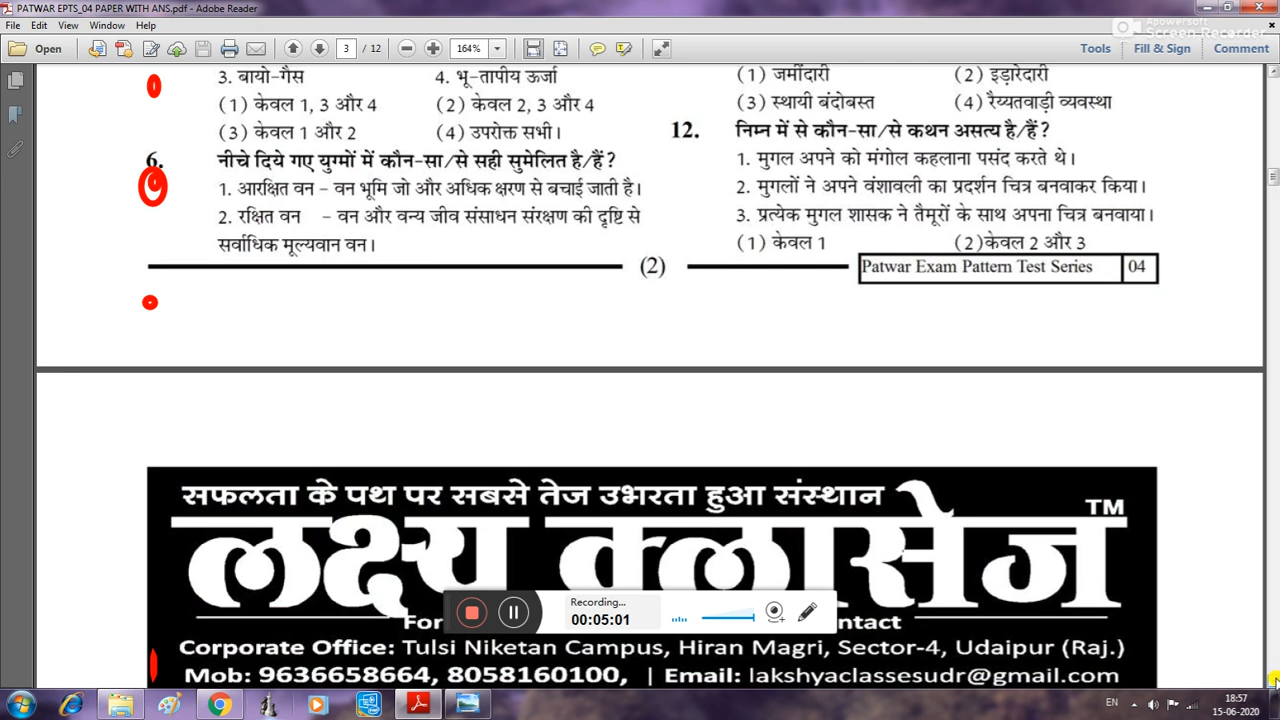 PATWAR EPTS_04 PAPER WITH ANS.pdf - Adobe Reader
File Edit View Window Help
Apowersoft
Screen Recorder
Open 3 / 12 164% Tools Fill & Sign Comment
3. बायो-गैस 4. भू-तापीय ऊर्जा
(1) केवल 1, 3 और 4 (2) केवल 2, 3 और 4
(3) केवल 1 और 2 (4) उपरोक्त सभी।
6. नीचे दिये गए युग्मों में कौन-सा/से सही सुमेलित है/हैं?
1. आरक्षित वन - वन भूमि जो और अधिक क्षरण से बचाई जाती है।
2. रक्षित वन - वन और वन्य जीव संसाधन संरक्षण की दृष्टि से
सर्वाधिक मूल्यवान वन।
(1) जमींदारी (2) इड़ारेदारी
(3) स्थायी बंदोबस्त (4) रैय्यतवाड़ी व्यवस्था
12. निम्न में से कौन-सा/से कथन असत्य है/हैं?
1. मुगल अपने को मंगोल कहलाना पसंद करते थे।
2. मुगलों ने अपने वंशावली का प्रदर्शन चित्र बनवाकर किया।
3. प्रत्येक मुगल शासक ने तैमूरों के साथ अपना चित्र बनवाया।
(1) केवल 1 (2)केवल 2 और 3
(2) Patwar Exam Pattern Test Series 04
सफलता के पथ पर सबसे तेज उभरता हुआ संस्थान
लक्ष्य क्लासेज TM
Recording...
00:05:01
For ontact
Corporate Office: Tulsi Niketan Campus, Hiran Magri, Sector-4, Udaipur (Raj.)
Mob: 9636658664, 8058160100, | Email: lakshyaclassesudr@gmail.com
EN 18:57
15-06-2020